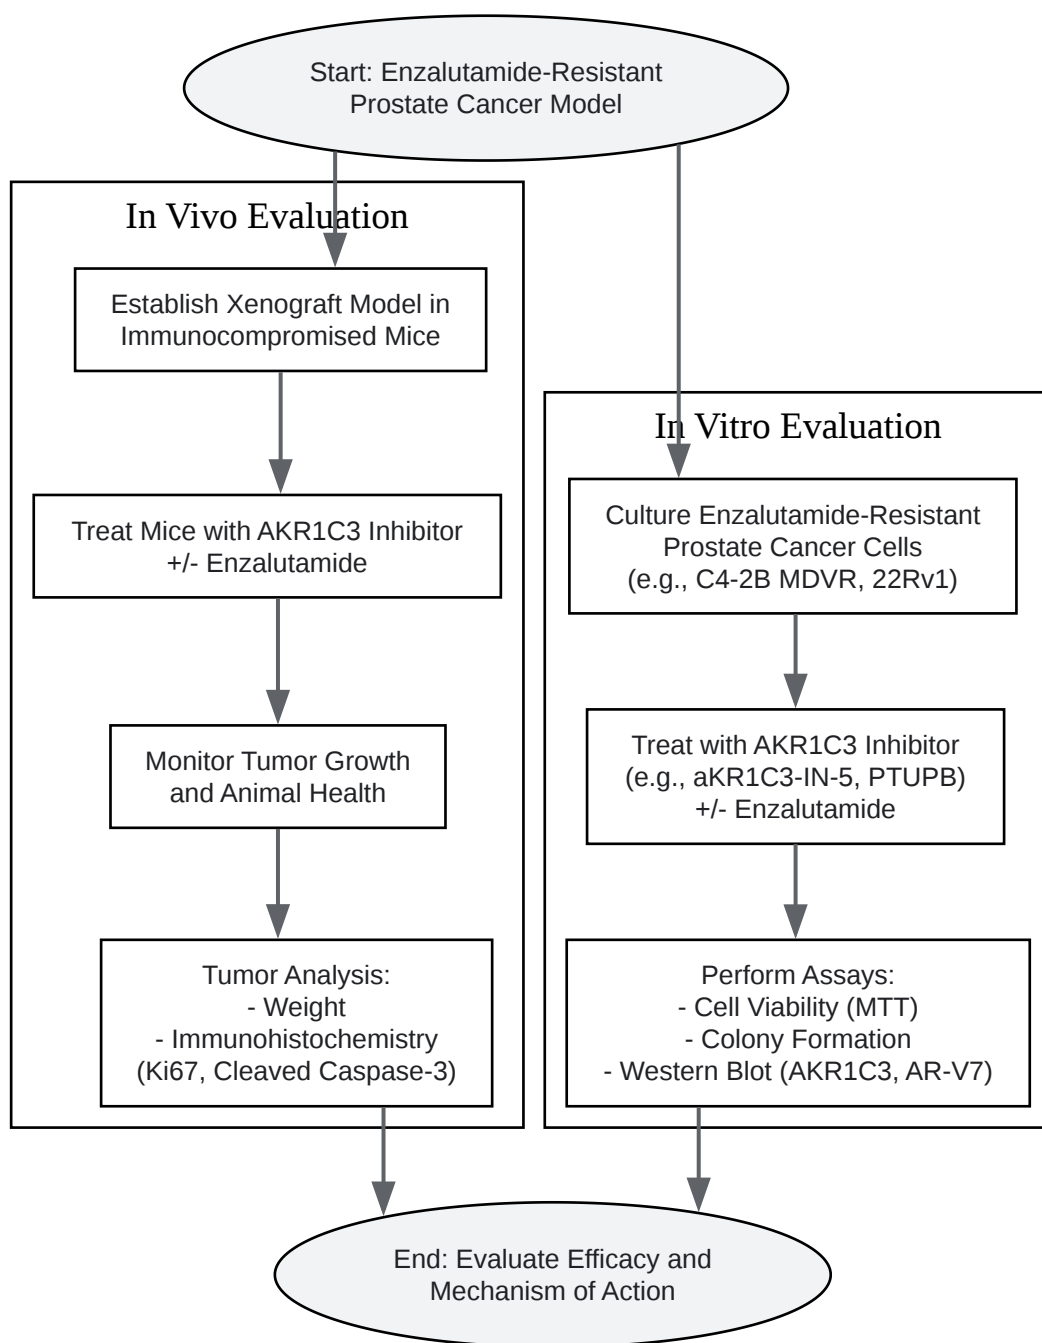 Start: Enzalutamide-Resistant
Prostate Cancer Model
In Vivo Evaluation
Establish Xenograft Model in
Immunocompromised Mice
Treat Mice with AKR1C3 Inhibitor
+/- Enzalutamide
Monitor Tumor Growth
and Animal Health
Tumor Analysis:
- Weight
- Immunohistochemistry
(Ki67, Cleaved Caspase-3)
In Vitro Evaluation
Culture Enzalutamide-Resistant
Prostate Cancer Cells
(e.g., C4-2B MDVR, 22Rv1)
Treat with AKR1C3 Inhibitor
(e.g., aKR1C3-IN-5, PTUPB)
+/- Enzalutamide
Perform Assays:
- Cell Viability (MTT)
- Colony Formation
- Western Blot (AKR1C3, AR-V7)
End: Evaluate Efficacy and
Mechanism of Action